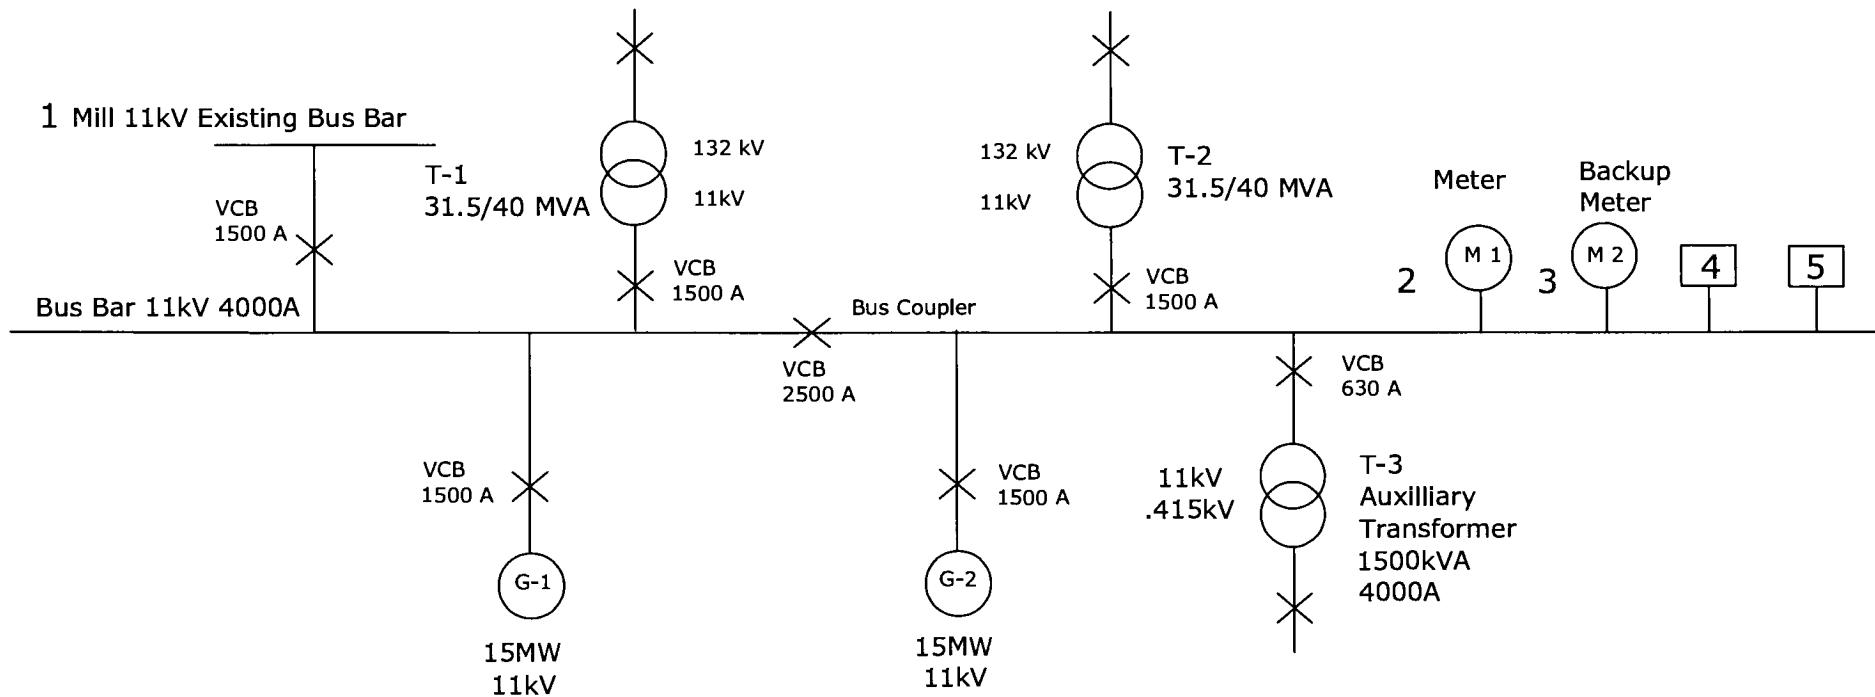 1 Mill 11kV Existing Bus Bar
VCB
1500 A
T-1
31.5/40 MVA
132 kV
11kV
VCB
1500 A
132 kV
11kV
T-2
31.5/40 MVA
VCB
1500 A
Meter
Backup
Meter
2
M 1
3
M 2
4
5
Bus Bar 11kV 4000A
Bus Coupler
VCB
2500 A
VCB
630 A
VCB
1500 A
VCB
1500 A
11kV
.415kV
T-3
Auxilliary
Transformer
1500kVA
4000A
G-1
15MW
11kV
G-2
15MW
11kV